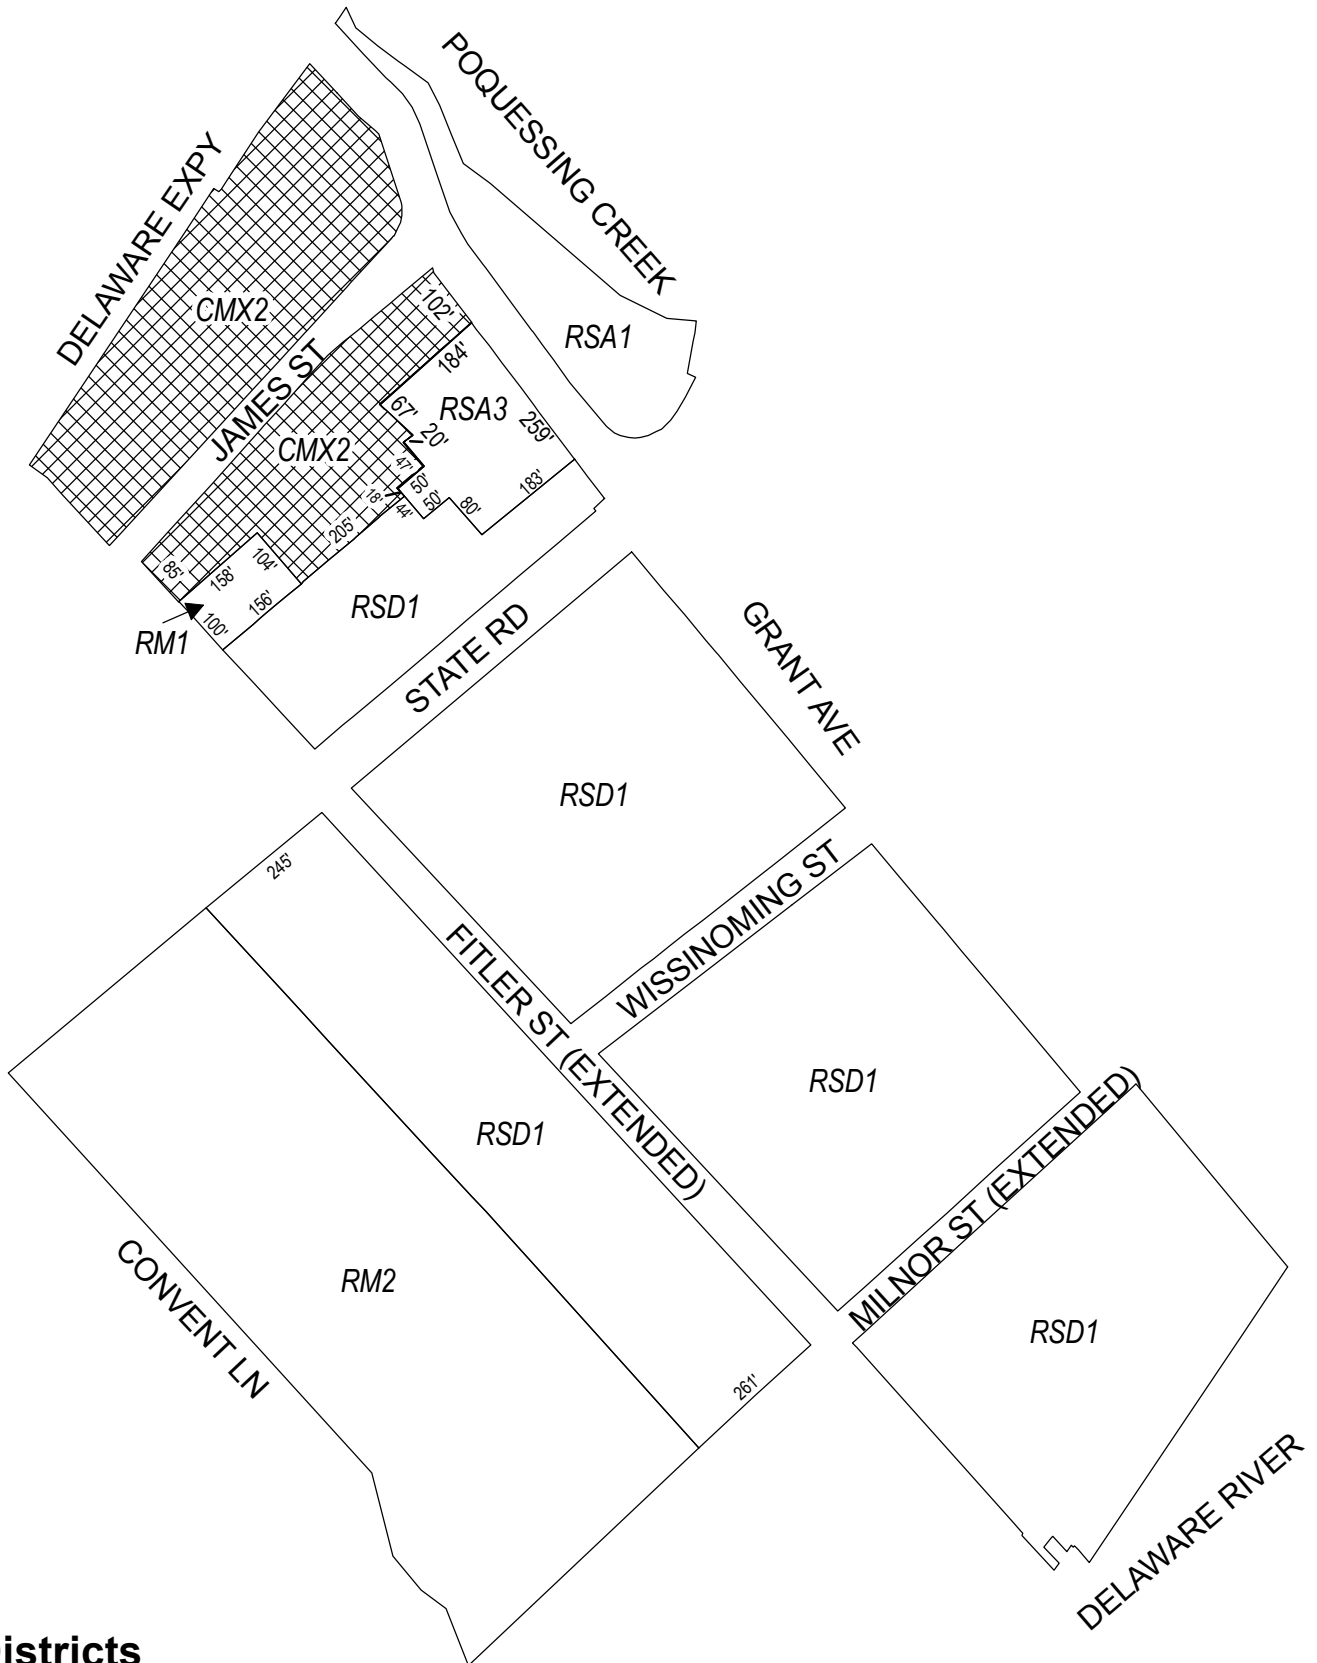 POQUESSING CREEK
DELAWARE EXPY
CMX2
102'
RSA1
184'
JAMES ST
67'
RSA3
20'
259'
CMX2
47'
50'
183'
18'
44'
50'
80'
205'
85'
158'
104'
156'
100'
RM1
RSD1
STATE RD
GRANT AVE
RSD1
245'
WISSINOMING ST
FITLER ST (EXTENDED)
RSD1
RSD1
MILNOR ST (EXTENDED)
CONVENT LN
RM2
RSD1
261'
DELAWARE RIVER
istricts